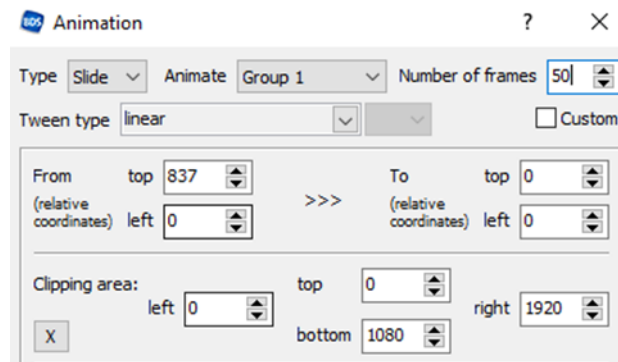 BDS Animation ? X
Type Slide Animate Group 1 Number of frames 50
Tween type linear Custom
From top 837 >>> To top 0
(relative coordinates) left 0 (relative coordinates) left 0
Clipping area: left 0 top 0 right 1920
X bottom 1080